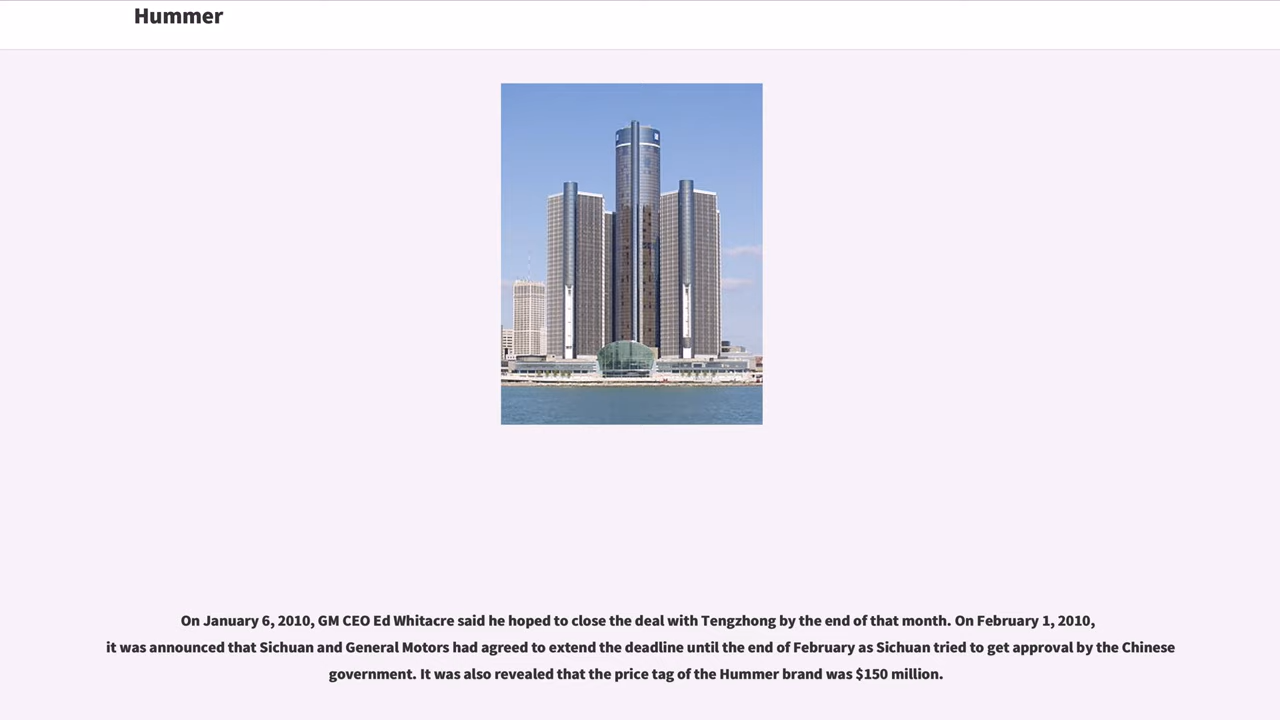 Hummer
On January 6, 2010, GM CEO Ed Whitacre said he hoped to close the deal with Tengzhong by the end of that month. On February 1, 2010,
it was announced that Sichuan and General Motors had agreed to extend the deadline until the end of February as Sichuan tried to get approval by the Chinese
government. It was also revealed that the price tag of the Hummer brand was $150 million.